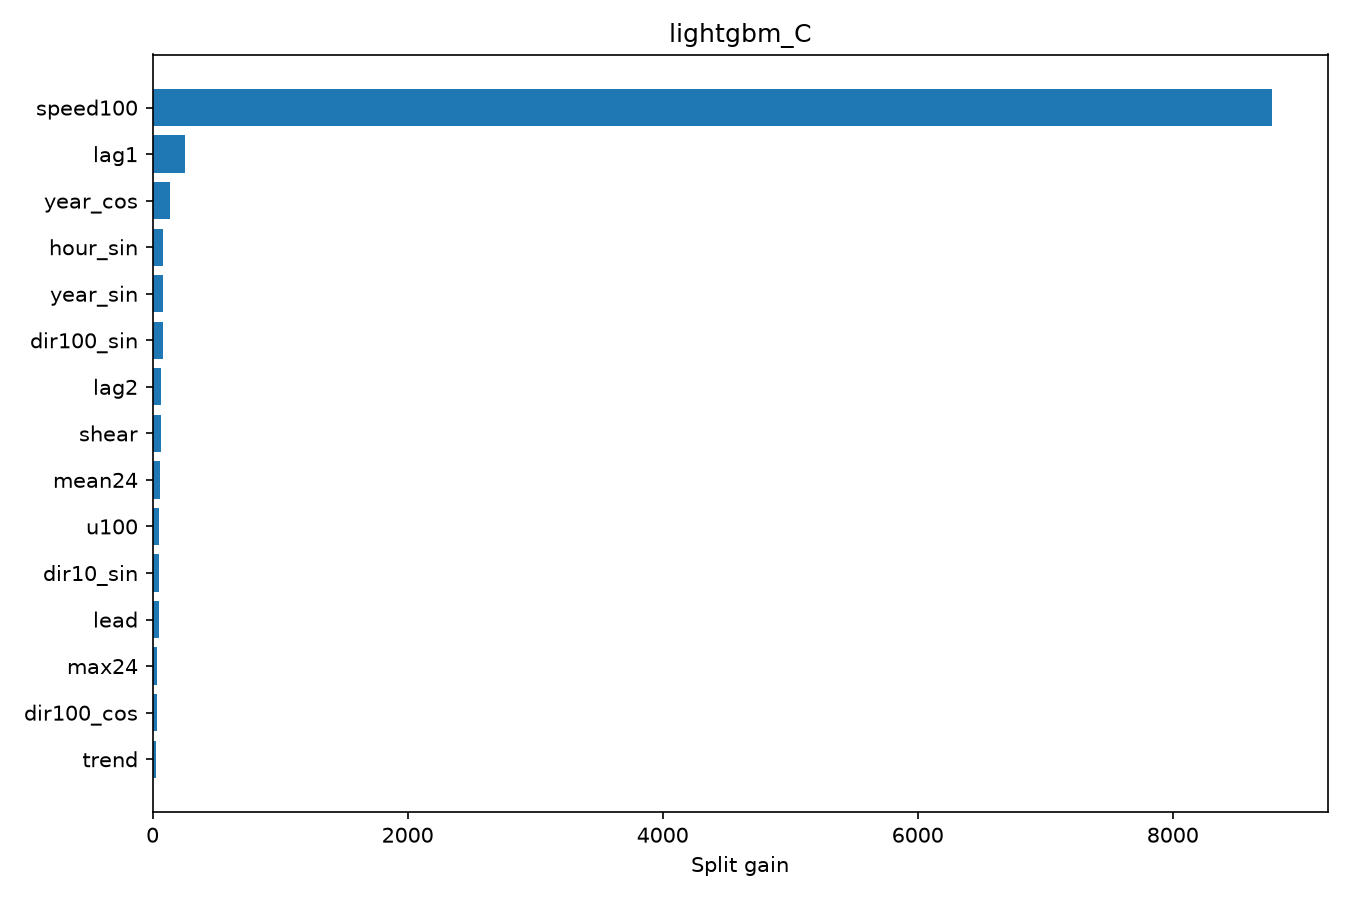 lightgbm_C
speed100
lag1
year_cos
hour_sin
year_sin
dir100_sin
lag2
shear
mean24
u100
dir10_sin
lead
max24
dir100_cos
trend
0 2000 4000 6000 8000
Split gain